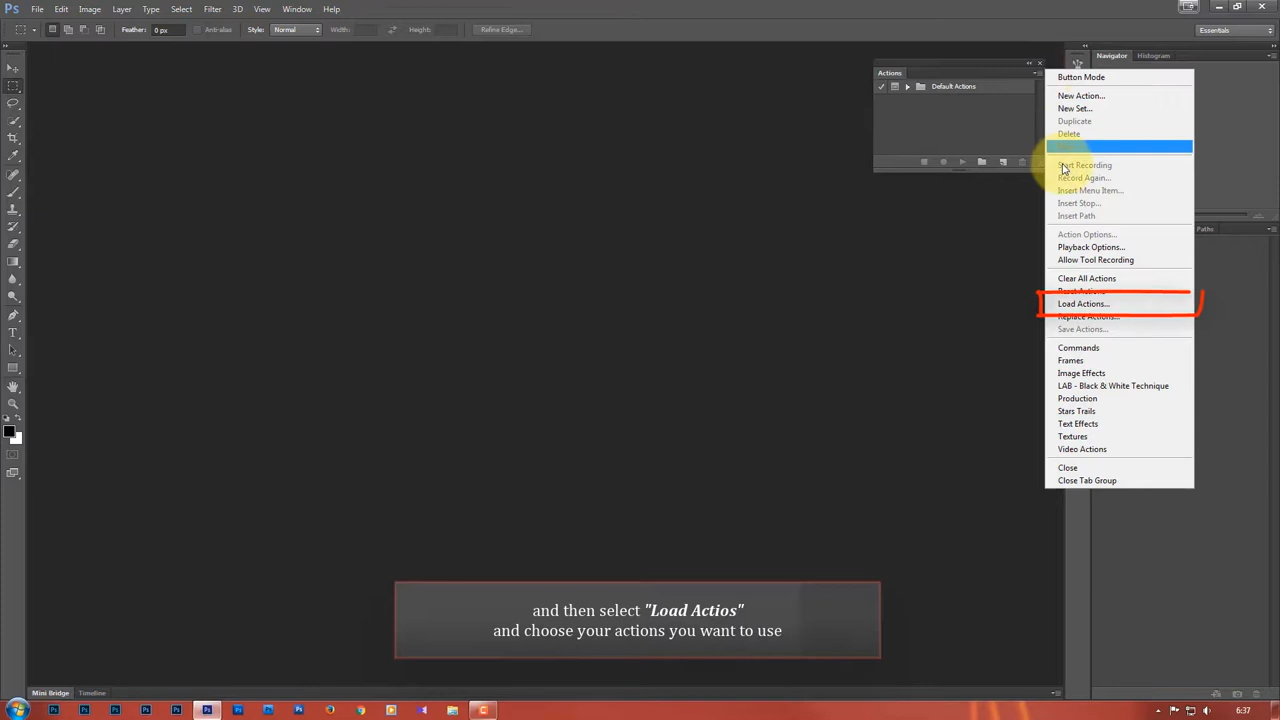 Ps File Edit Image Layer Type Select Filter 3D View Window Help
Feather: 0 px Anti-alias Style: Normal Width: Height: Refine Edge... Essentials
Navigator Histogram
Actions
Default Actions
Button Mode
New Action...
New Set...
Duplicate
Delete
Start Recording
Record Again...
Insert Menu Item...
Insert Stop...
Insert Path
Action Options...
Playback Options...
Allow Tool Recording
Clear All Actions
Reset Actions
Load Actions...
Replace Actions...
Save Actions...
Commands
Frames
Image Effects
LAB - Black & White Technique
Production
Stars Trails
Text Effects
Textures
Video Actions
Close
Close Tab Group
Paths
and then select "Load Actios"
and choose your actions you want to use
Mini Bridge Timeline
6:37